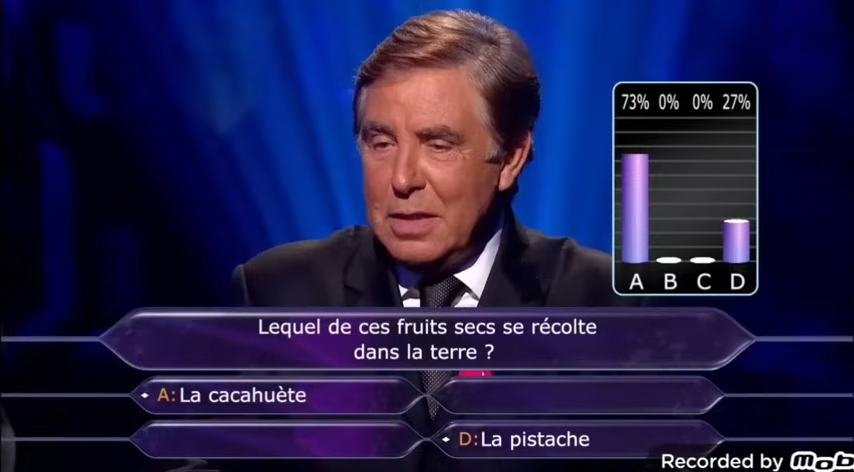 73% 0% 0% 27%
A B C D
Lequel de ces fruits secs se récolte
dans la terre ?
A: La cacahuète
D: La pistache
Recorded by Mob